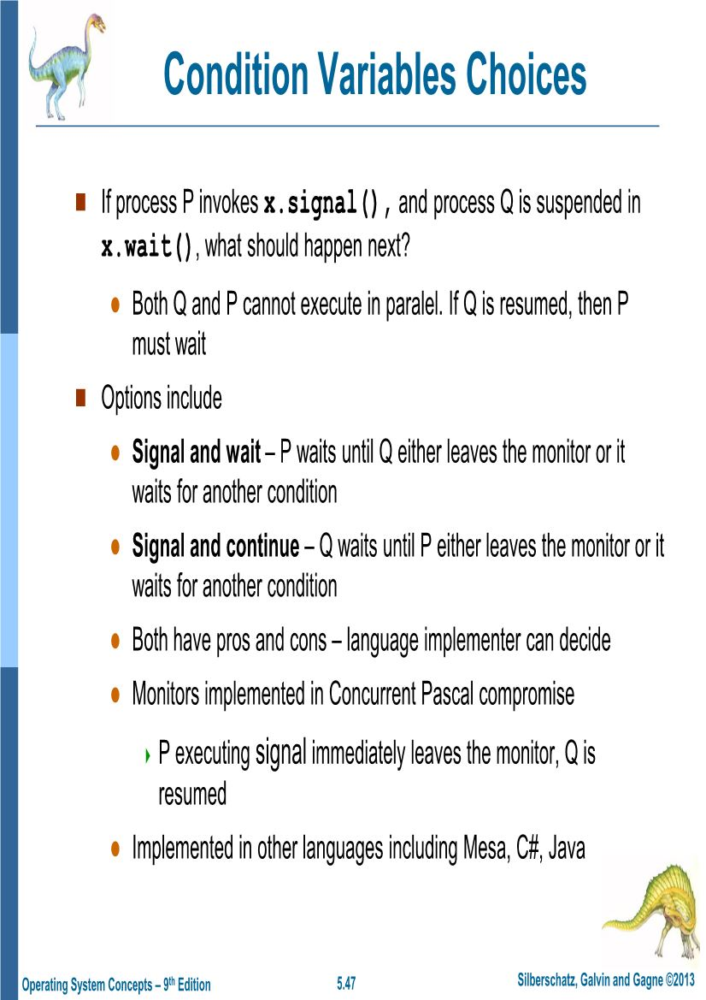 Condition Variables Choices
If process P invokes x.signal(), and process Q is suspended in
x.wait(), what should happen next?
Both Q and P cannot execute in paralel. If Q is resumed, then P
must wait
Options include
Signal and wait – P waits until Q either leaves the monitor or it
waits for another condition
Signal and continue – Q waits until P either leaves the monitor or it
waits for another condition
Both have pros and cons – language implementer can decide
Monitors implemented in Concurrent Pascal compromise
P executing signal immediately leaves the monitor, Q is
resumed
Implemented in other languages including Mesa, C#, Java
Operating System Concepts – 9th Edition
5.47
Silberschatz, Galvin and Gagne ©2013